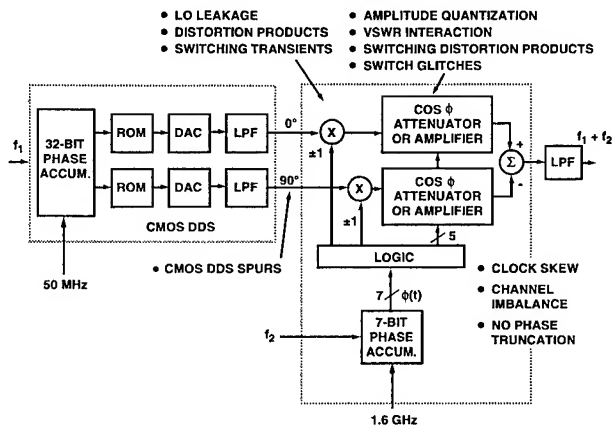 • LO LEAKAGE
• DISTORTION PRODUCTS
• SWITCHING TRANSIENTS
• AMPLITUDE QUANTIZATION
• VSWR INTERACTION
• SWITCHING DISTORTION PRODUCTS
• SWITCH GLITCHES
f₁
32-BIT
PHASE
ACCUM.
ROM
DAC
LPF
0°
X
±1
COS ϕ
ATTENUATOR
OR AMPLIFIER
+
Σ
-
LPF
f₁ + f₂
ROM
DAC
LPF
90°
X
±1
COS ϕ
ATTENUATOR
OR AMPLIFIER
CMOS DDS
5
LOGIC
50 MHz
• CMOS DDS SPURS
7
ϕ(t)
• CLOCK SKEW
• CHANNEL
IMBALANCE
• NO PHASE
TRUNCATION
f₂
7-BIT
PHASE
ACCUM.
1.6 GHz